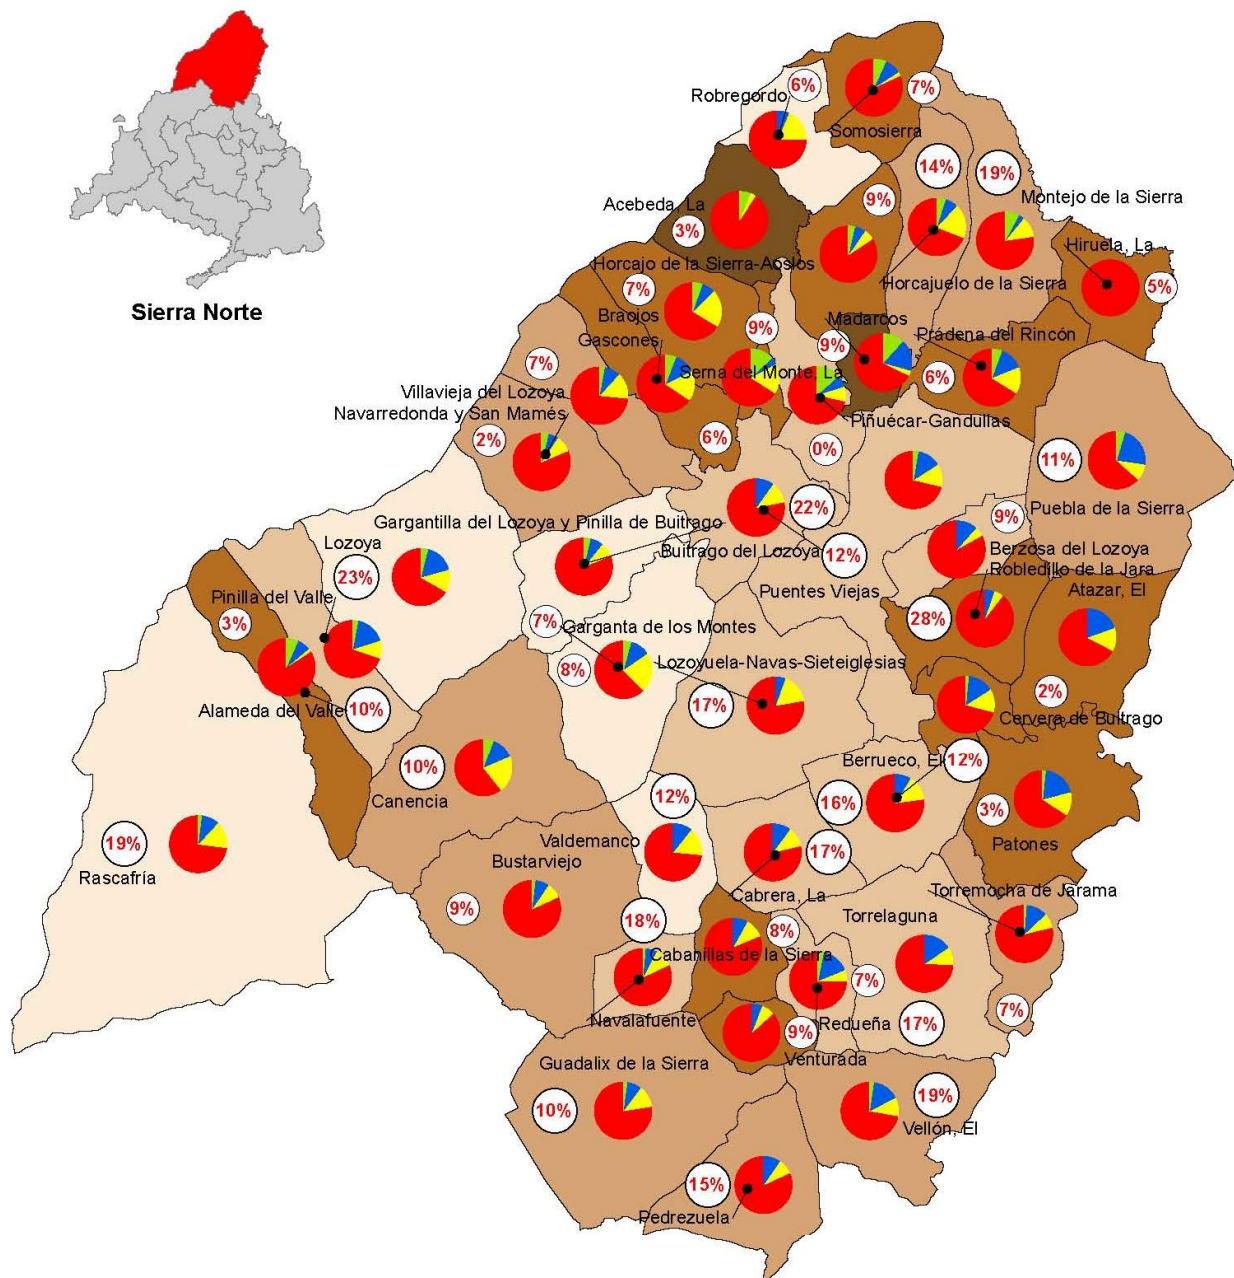 6%
Robregordo
7%
Somosierra
14%
19%
Montejo de la Sierra
9%
Acebeda, La
3%
Hiruela, La
Horcajo de la Sierra-Aoslos
Horcajuelo de la Sierra
5%
7%
Sierra Norte
Braojos
Madarcos
9%
Pradena del Rincón
Gascones
9%
7%
Serna del Monte, La
6%
Villavieja del Lozoya
Navarredonda y San Mamés
Piñuécar-Gandullas
2%
6%
0%
11%
Puebla de la Sierra
22%
9%
Gargantilla del Lozoya y Pinilla de Buitrago
Lozoya
Buitrago del Lozoya
12%
Berzosa del Lozoya
Robledillo de la Jara
23%
Puentes Viejas
Atazar, El
Pinilla del Valle
3%
7%
Garganta de los Montes
28%
8%
Lozoyuela-Navas-Sieteiglesias
2%
Alameda del Valle
10%
17%
Cervera de Buitrago
Berrueco, El
12%
10%
Canencia
12%
16%
3%
Valdemanco
Patones
19%
Bustarviejo
17%
Rascafría
Cabrera, La
Torremocha de Jarama
9%
18%
8%
Torrelaguna
Cabanillas de la Sierra
7%
Navalafuente
9%
Redueña
17%
7%
Venturada
Guadalix de la Sierra
10%
19%
Vellón, El
15%
Pedrezuela